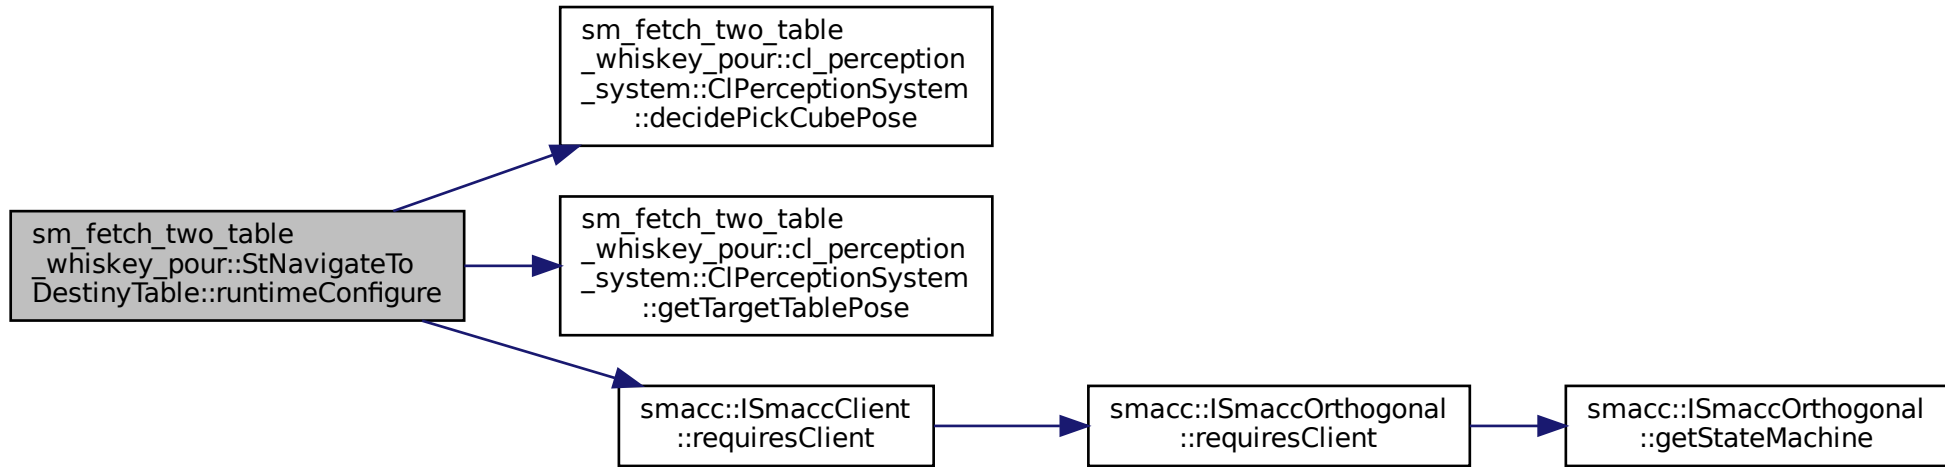 sm_fetch_two_table
_whiskey_pour::StNavigateTo
DestinyTable::runtimeConfigure
sm_fetch_two_table
_whiskey_pour::cl_perception
_system::ClPerceptionSystem
::decidePickCubePose
sm_fetch_two_table
_whiskey_pour::cl_perception
_system::ClPerceptionSystem
::getTargetTablePose
smacc::ISmaccClient
::requiresClient
smacc::ISmaccOrthogonal
::requiresClient
smacc::ISmaccOrthogonal
::getStateMachine